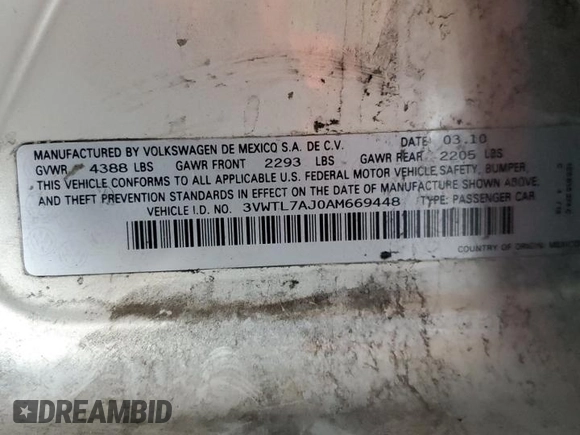 MANUFACTURED BY VOLKSWAGEN DE MEXICO S.A. DE C.V. DATE 03.10
GVWR 4388 LBS GAWR FRONT 2293 LBS GAWR REAR 2205 LBS
THIS VEHICLE CONFORMS TO ALL APPLICABLE U.S. FEDERAL MOTOR VEHICLE SAFETY, BUMPER,
AND THEFT PREVENTION STANDARDS IN EFFECT ON THE DATE OF MANUFACTURE SHOWN ABOVE.
VEHICLE I.D. NO. 3VWTL7AJ0AM669448 TYPE: PASSENGER CAR
COUNTRY OF ORIGIN: MEXICO
DREAMBID